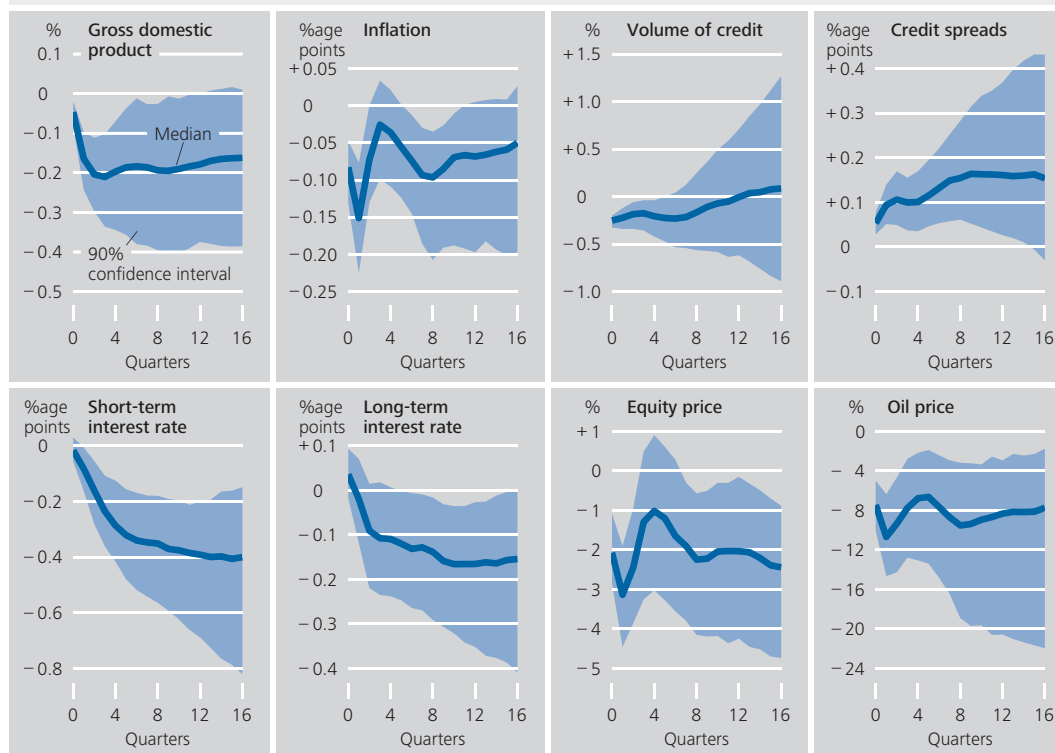 %
Gross domestic
product
0.1
0
− 0.1
− 0.2
− 0.3
− 0.4
− 0.5
Median
90%
confidence interval
0 4 8 12 16
Quarters
%age
points
Inflation
+ 0.05
0
− 0.05
− 0.10
− 0.15
− 0.20
− 0.25
0 4 8 12 16
Quarters
%
Volume of credit
+ 1.5
+ 1.0
+ 0.5
0
− 0.5
− 1.0
0 4 8 12 16
Quarters
%age
points
Credit spreads
+ 0.4
+ 0.3
+ 0.2
+ 0.1
0
− 0.1
0 4 8 12 16
Quarters
%age
points
Short-term
interest rate
0
− 0.2
− 0.4
− 0.6
− 0.8
0 4 8 12 16
Quarters
%age
points
Long-term
interest rate
+ 0.1
0
− 0.1
− 0.2
− 0.3
− 0.4
0 4 8 12 16
Quarters
%
Equity price
+ 1
0
− 1
− 2
− 3
− 4
− 5
0 4 8 12 16
Quarters
%
Oil price
0
− 4
− 8
− 12
− 16
− 20
− 24
0 4 8 12 16
Quarters